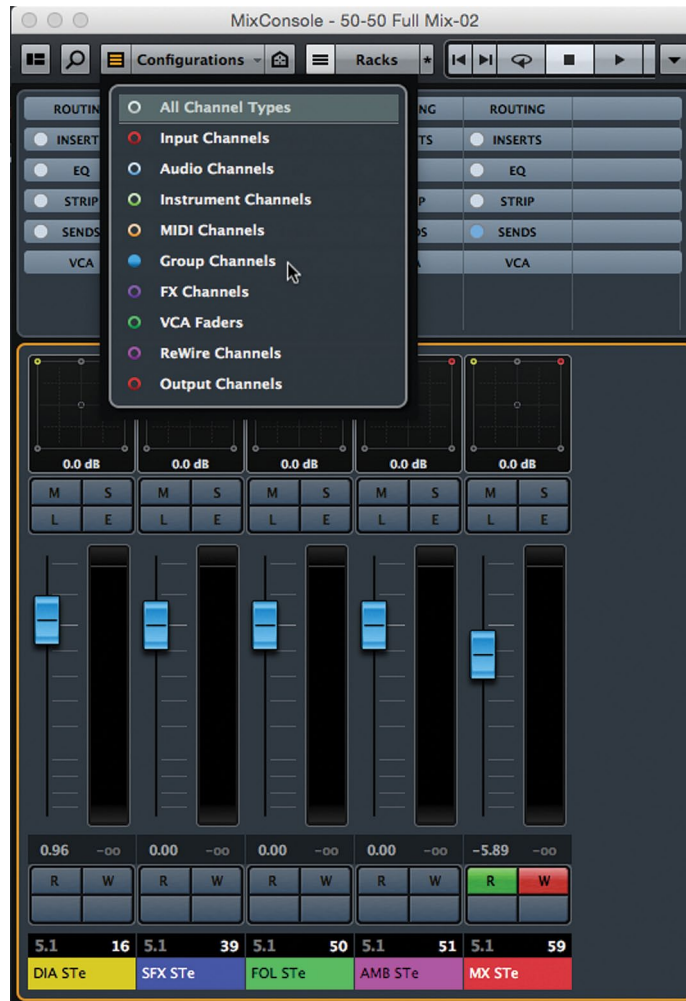 MixConsole - 50-50 Full Mix-02
Configurations Racks *
ROUTIN NG ROUTING
INSERT TS INSERTS
EQ EQ
STRIP P STRIP
SENDS DS SENDS
VCA VCA
All Channel Types
Input Channels
Audio Channels
Instrument Channels
MIDI Channels
Group Channels
FX Channels
VCA Faders
ReWire Channels
Output Channels
0.0 dB 0.0 dB 0.0 dB 0.0 dB 0.0 dB
M S M S M S M S M S
L E L E L E L E L E
0.96 -oo 0.00 -oo 0.00 -oo 0.00 -oo -5.89 -oo
R W R W R W R W R W
5.1 16 5.1 39 5.1 50 5.1 51 5.1 59
DIA STe SFX STe FOL STe AMB STe MX STe